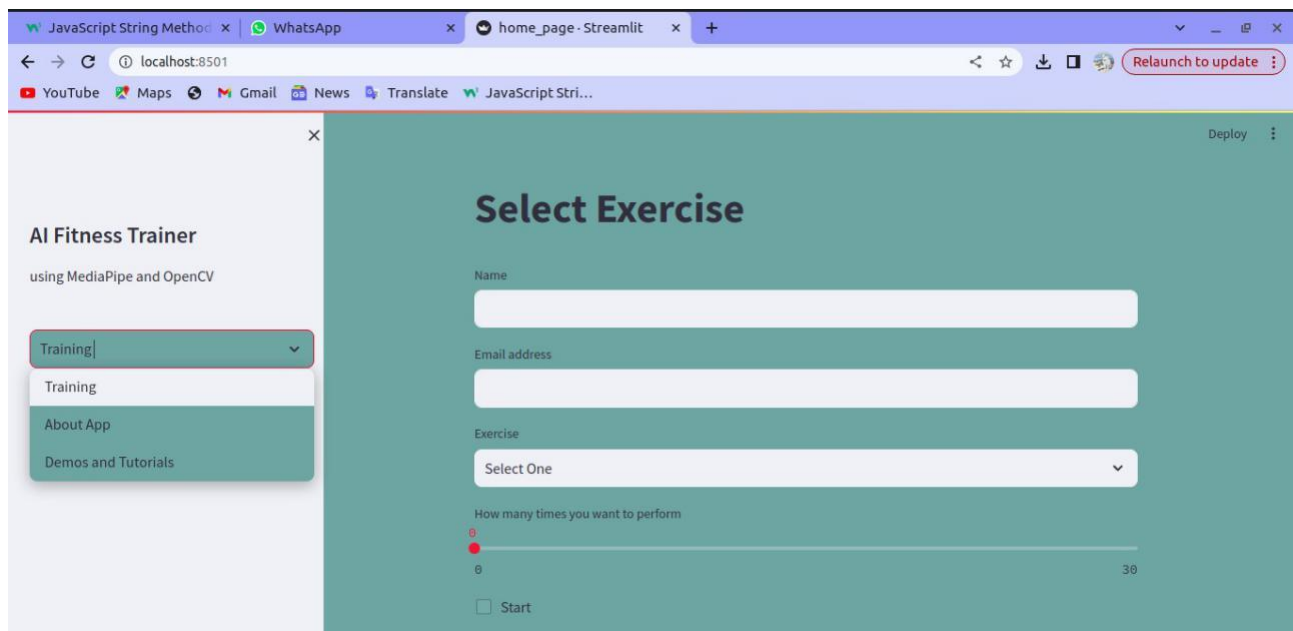 JavaScript String Method WhatsApp home_page · Streamlit
localhost:8501 Relaunch to update
YouTube Maps Gmail News Translate JavaScript Stri...
Deploy
AI Fitness Trainer
using MediaPipe and OpenCV
Training
Training
About App
Demos and Tutorials
Select Exercise
Name
Email address
Exercise
Select One
How many times you want to perform
0
0 30
Start